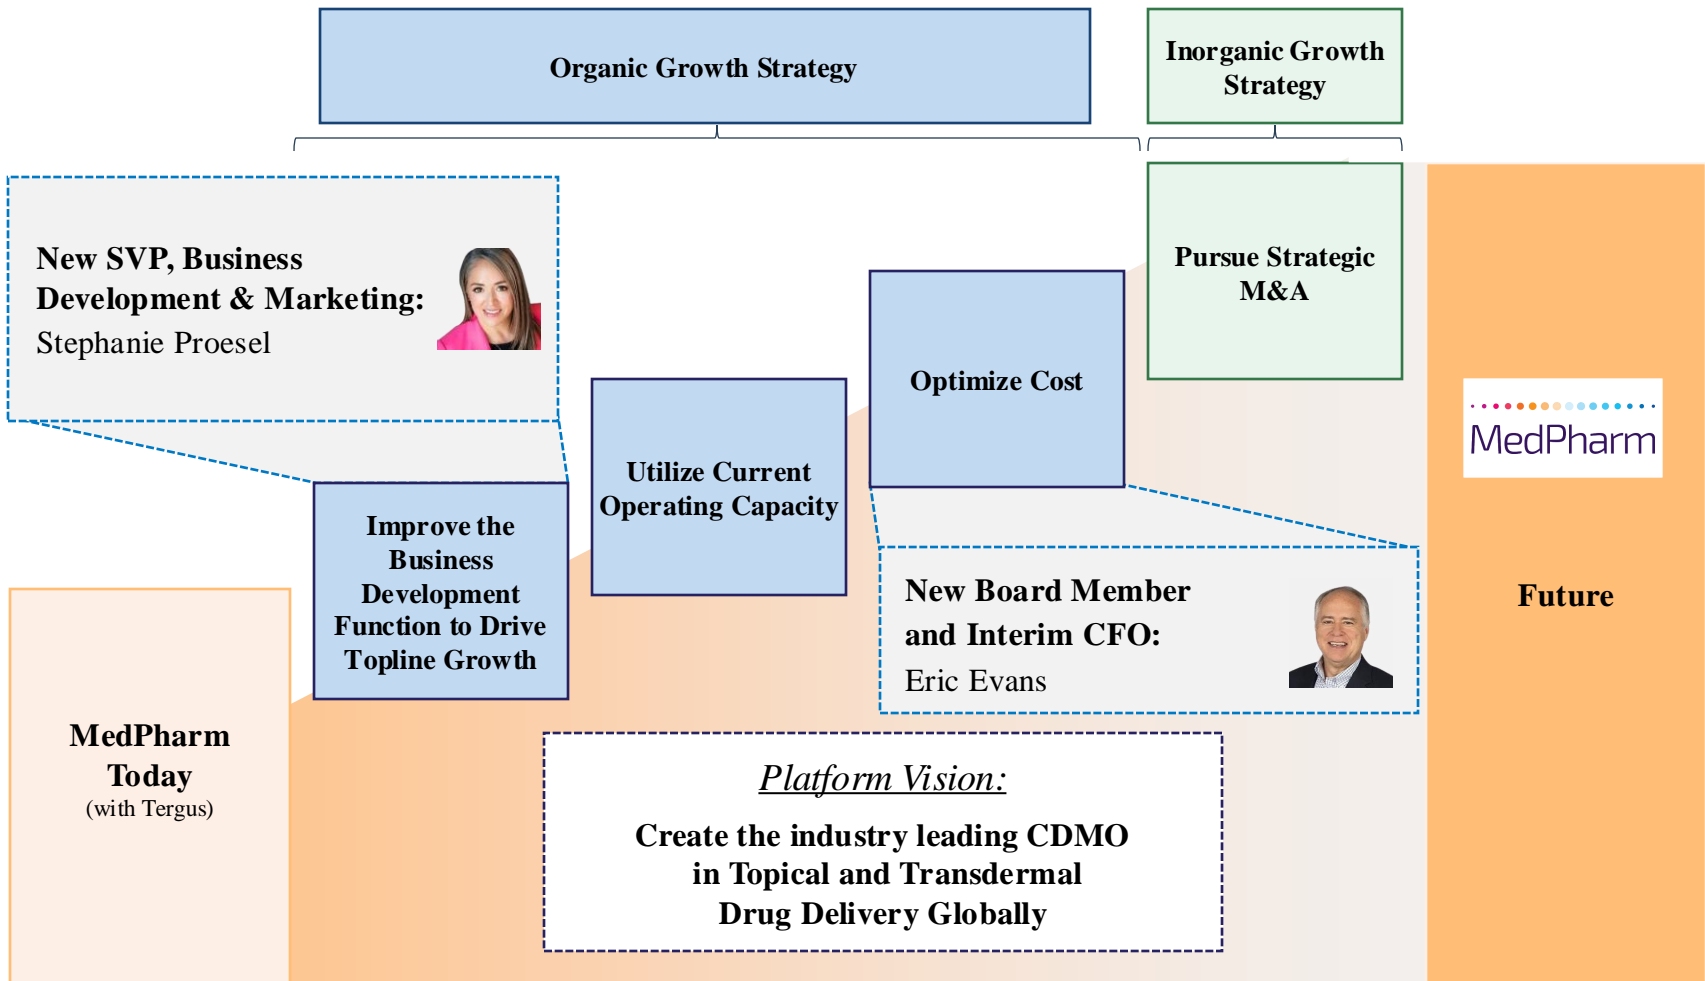 Organic Growth Strategy
Inorganic Growth
Strategy
New SVP, Business
Development & Marketing:
Stephanie Proesel
Pursue Strategic
M&A
Optimize Cost
Utilize Current
Operating Capacity
Improve the
Business
Development
Function to Drive
Topline Growth
MedPharm
Today
(with Tergus)
New Board Member
and Interim CFO:
Eric Evans
MedPharm
Future
Platform Vision:
Create the industry leading CDMO
in Topical and Transdermal
Drug Delivery Globally